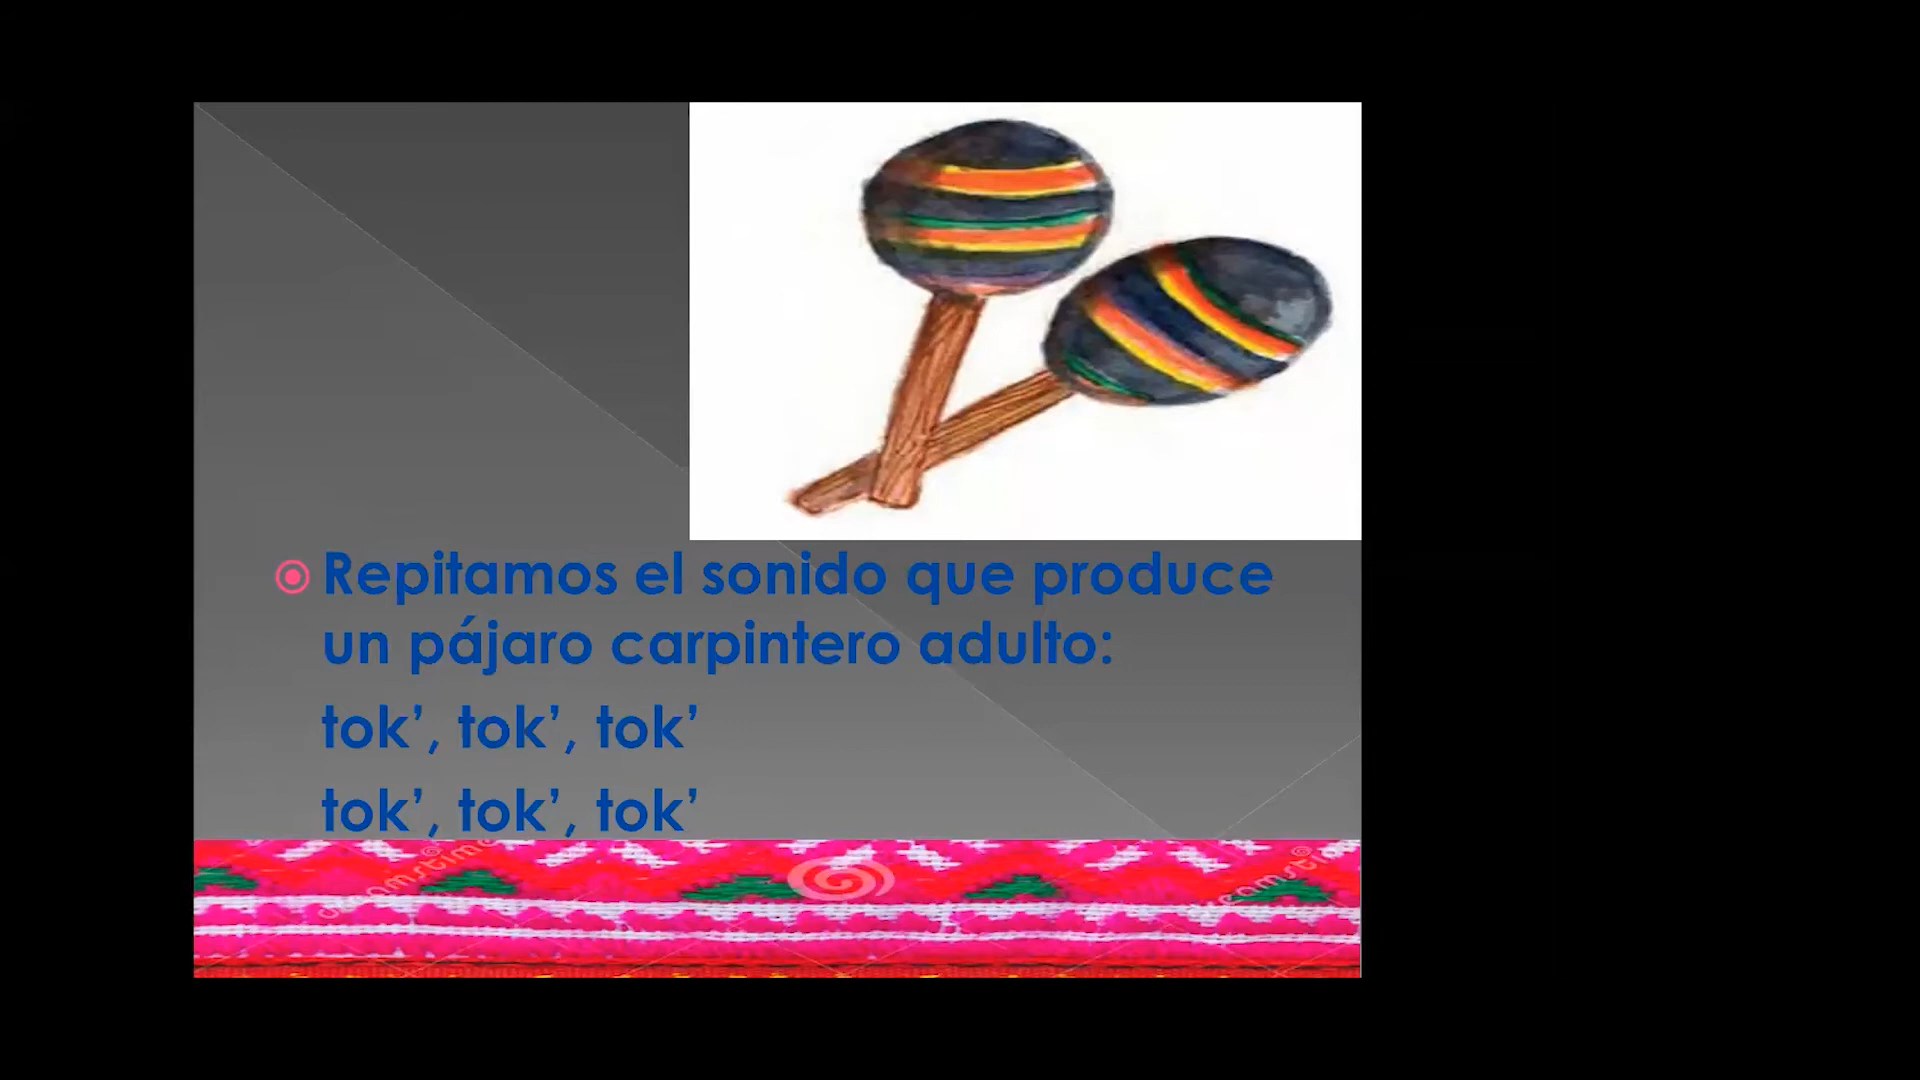 Repitamos el sonido que produce
un pájaro carpintero adulto:
tok’, tok’, tok’
tok’, tok’, tok’